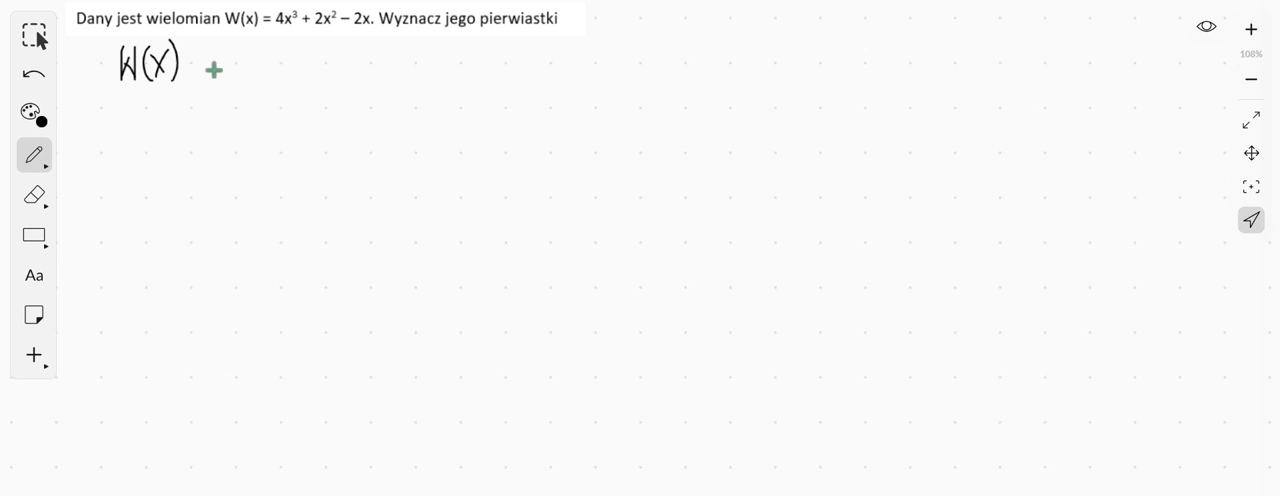 Dany jest wielomian W(x) = 4x³ + 2x² – 2x. Wyznacz jego pierwiastki
W(x)
108%
Aa